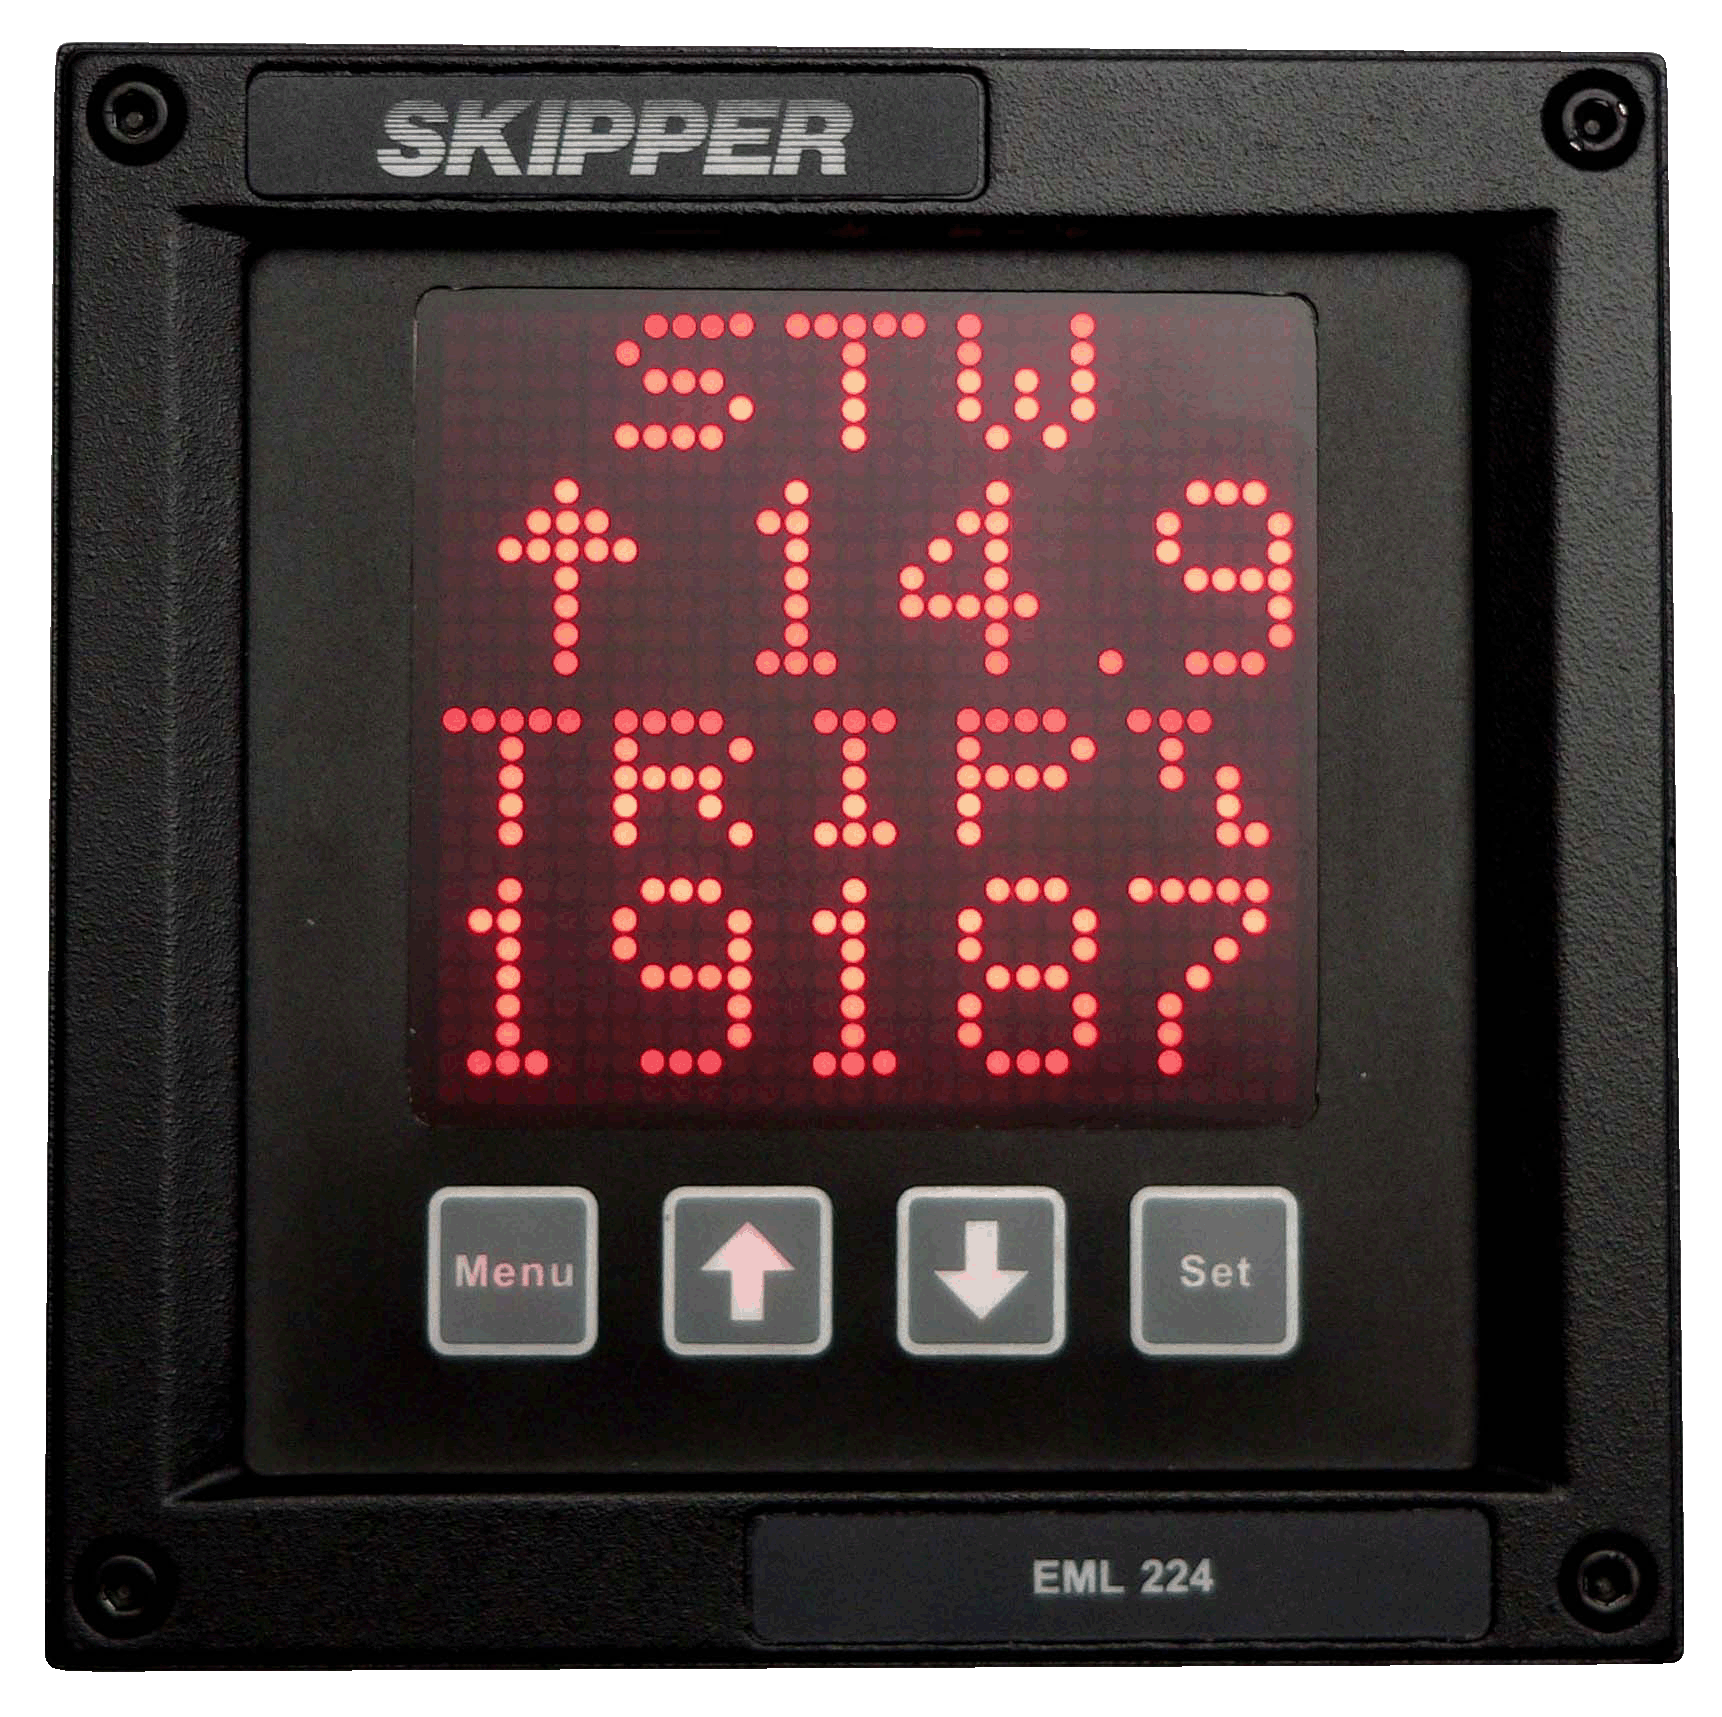 SKIPPER
STW
↑ 14.9
TRIP
19187
Menu ↑ ↓ Set
EML 224